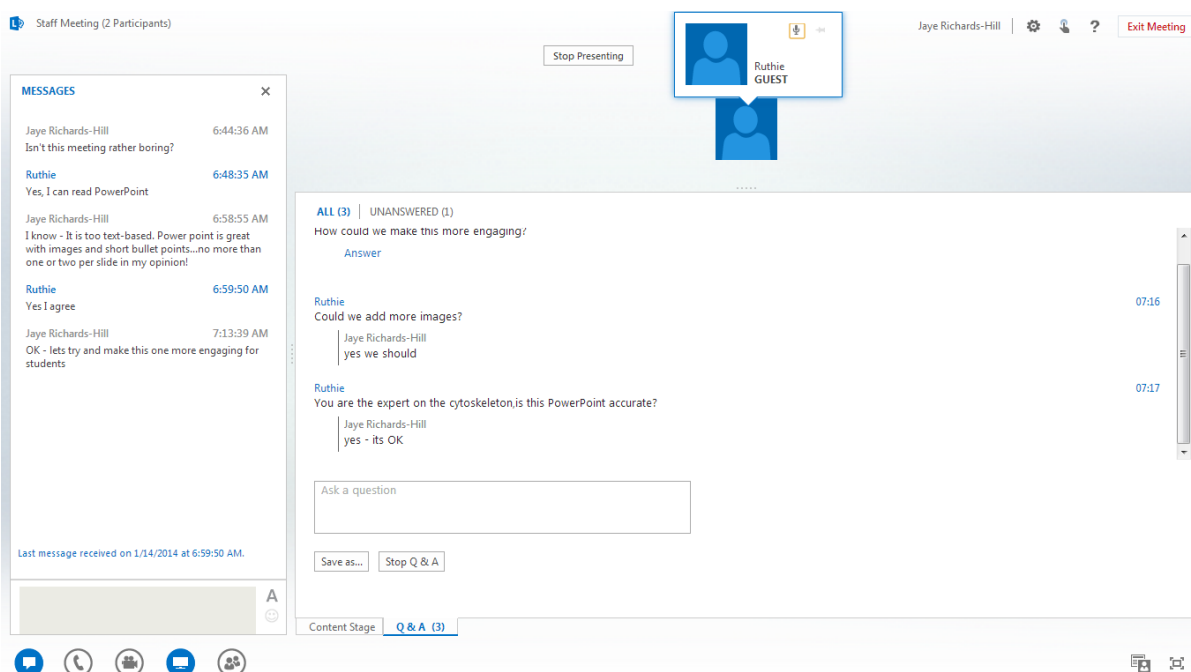 Staff Meeting (2 Participants)
Jaye Richards-Hill
?
Exit Meeting
Stop Presenting
Ruthie
GUEST
MESSAGES
Jaye Richards-Hill 6:44:36 AM
Isn't this meeting rather boring?
Ruthie 6:48:35 AM
Yes, I can read PowerPoint
Jaye Richards-Hill 6:58:55 AM
I know - It is too text-based. Power point is great
with images and short bullet points...no more than
one or two per slide in my opinion!
Ruthie 6:59:50 AM
Yes I agree
Jaye Richards-Hill 7:13:39 AM
OK - lets try and make this one more engaging for
students
Last message received on 1/14/2014 at 6:59:50 AM.
A
ALL (3) UNANSWERED (1)
How could we make this more engaging?
Answer
Ruthie 07:16
Could we add more images?
Jaye Richards-Hill
yes we should
Ruthie 07:17
You are the expert on the cytoskeleton,is this PowerPoint accurate?
Jaye Richards-Hill
yes - its OK
Ask a question
Save as... Stop Q & A
Content Stage Q & A (3)